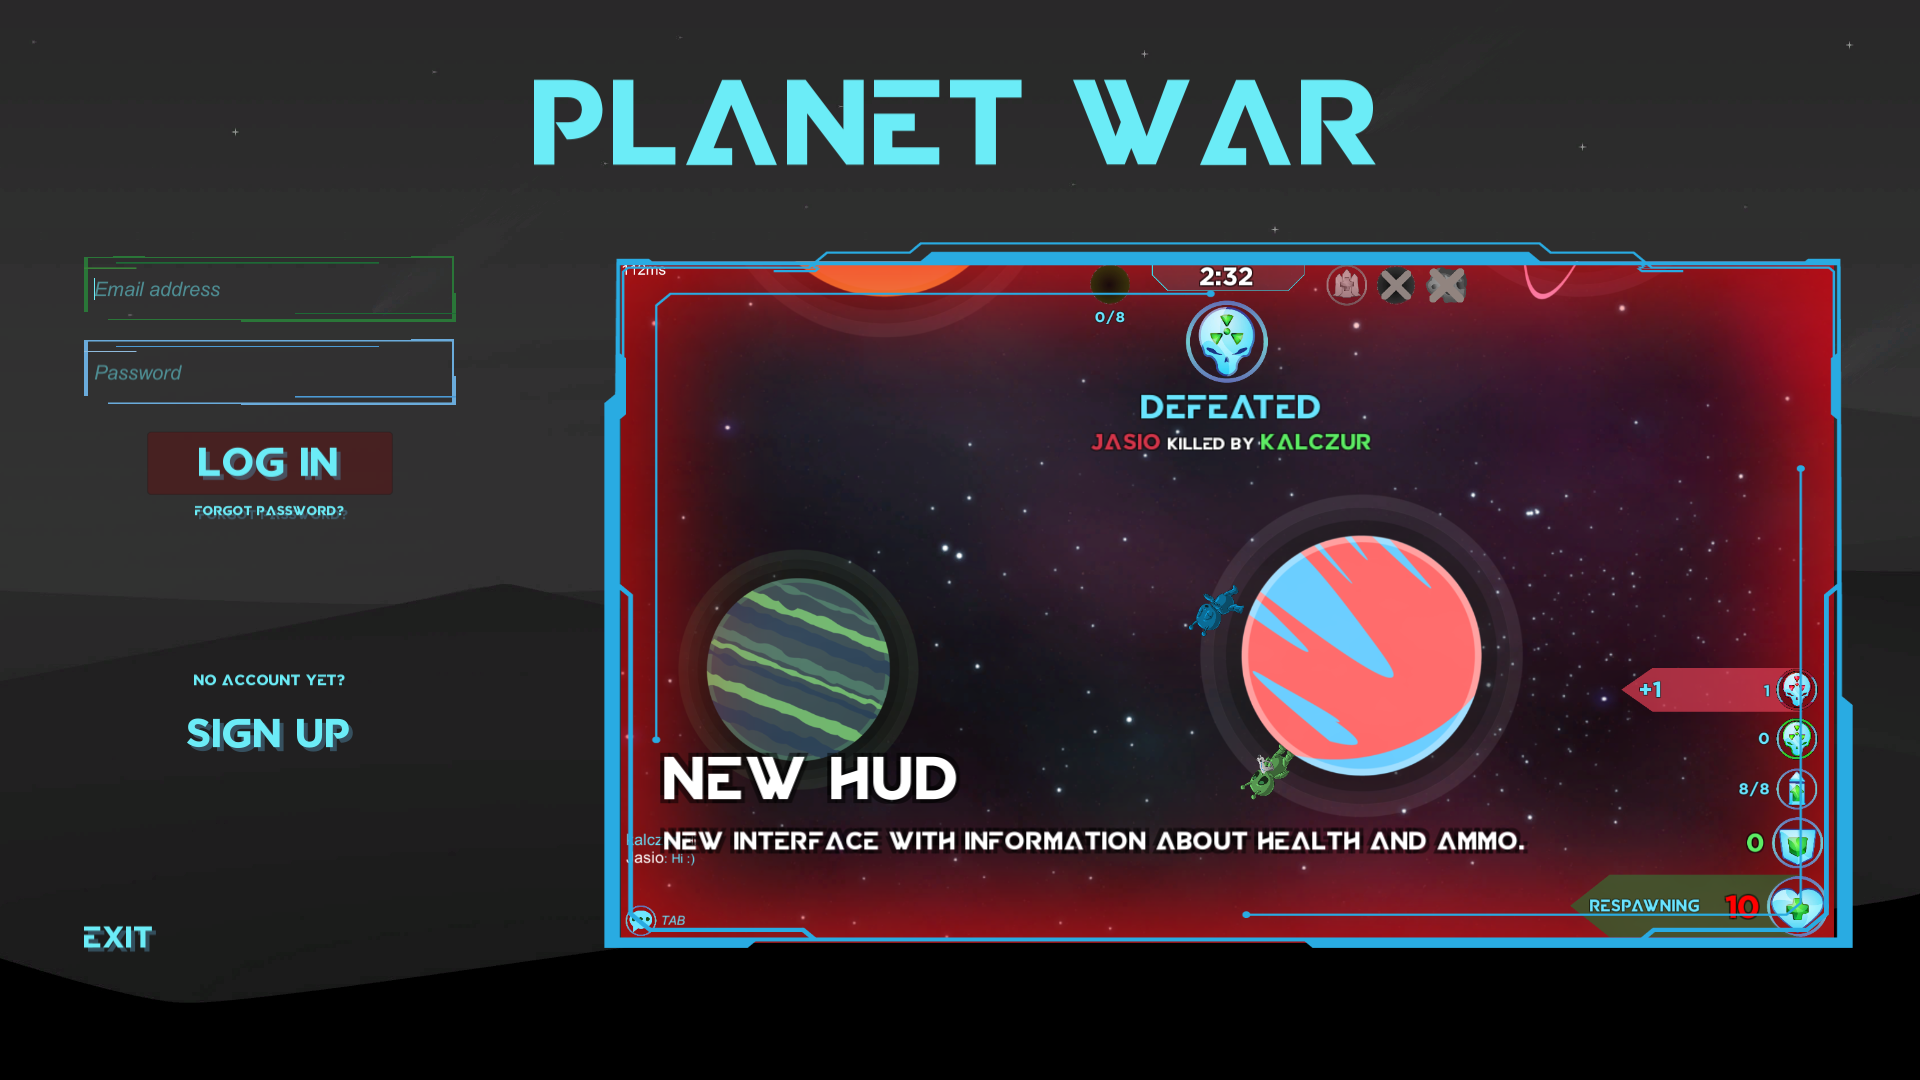 PLANET WAR
Email address
Password
LOG IN
FORGOT PASSWORD?
NO ACCOUNT YET?
SIGN UP
EXIT
112ms
2:32
0/8
DEFEATED
JASIO KILLED BY KALCZUR
+1 1
0
8/8
0
NEW HUD
NEW INTERFACE WITH INFORMATION ABOUT HEALTH AND AMMO.
Jasio: Hi :)
TAB
RESPAWNING 10